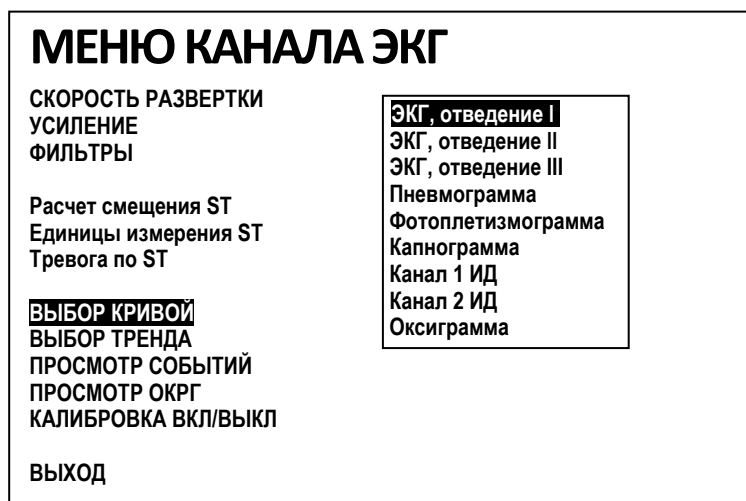 МЕНЮ КАНАЛА ЭКГ
СКОРОСТЬ РАЗВЕРТКИ
УСИЛЕНИЕ
ФИЛЬТРЫ
Расчет смещения ST
Единицы измерения ST
Тревога по ST
ВЫБОР КРИВОЙ
ВЫБОР ТРЕНДА
ПРОСМОТР СОБЫТИЙ
ПРОСМОТР ОКРГ
КАЛИБРОВКА ВКЛ/ВЫКЛ
ВЫХОД
ЭКГ, отведение I
ЭКГ, отведение II
ЭКГ, отведение III
Пневмограмма
Фотоплетизмограмма
Капнограмма
Канал 1 ИД
Канал 2 ИД
Оксиграмма